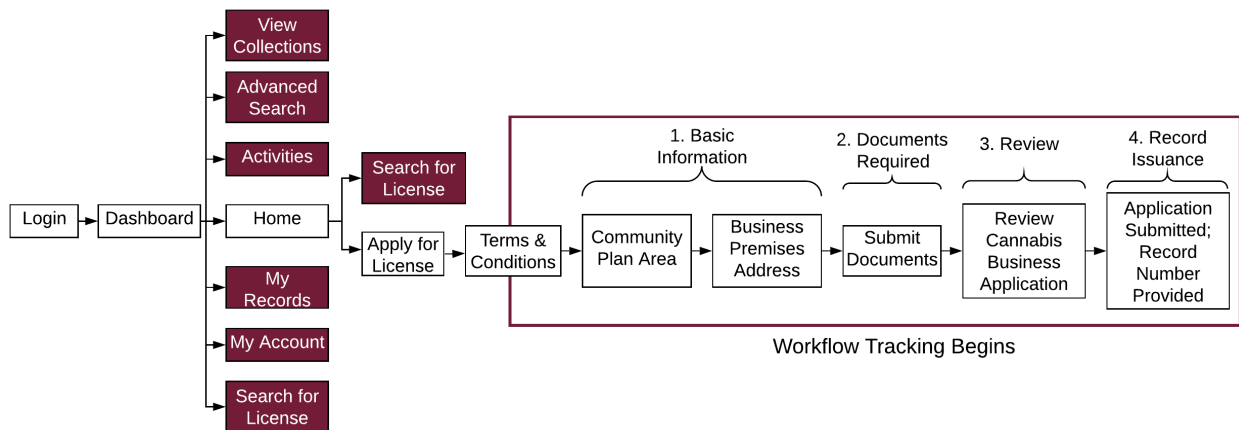 View
Collections
Advanced
Search
Activities
Login
Dashboard
Home
My
Records
My Account
Search for
License
Search for
License
Apply for
License
Terms &
Conditions
1. Basic
Information
Community
Plan Area
Business
Premises
Address
2. Documents
Required
Submit
Documents
3. Review
Review
Cannabis
Business
Application
4. Record
Issuance
Application
Submitted;
Record
Number
Provided
Workflow Tracking Begins